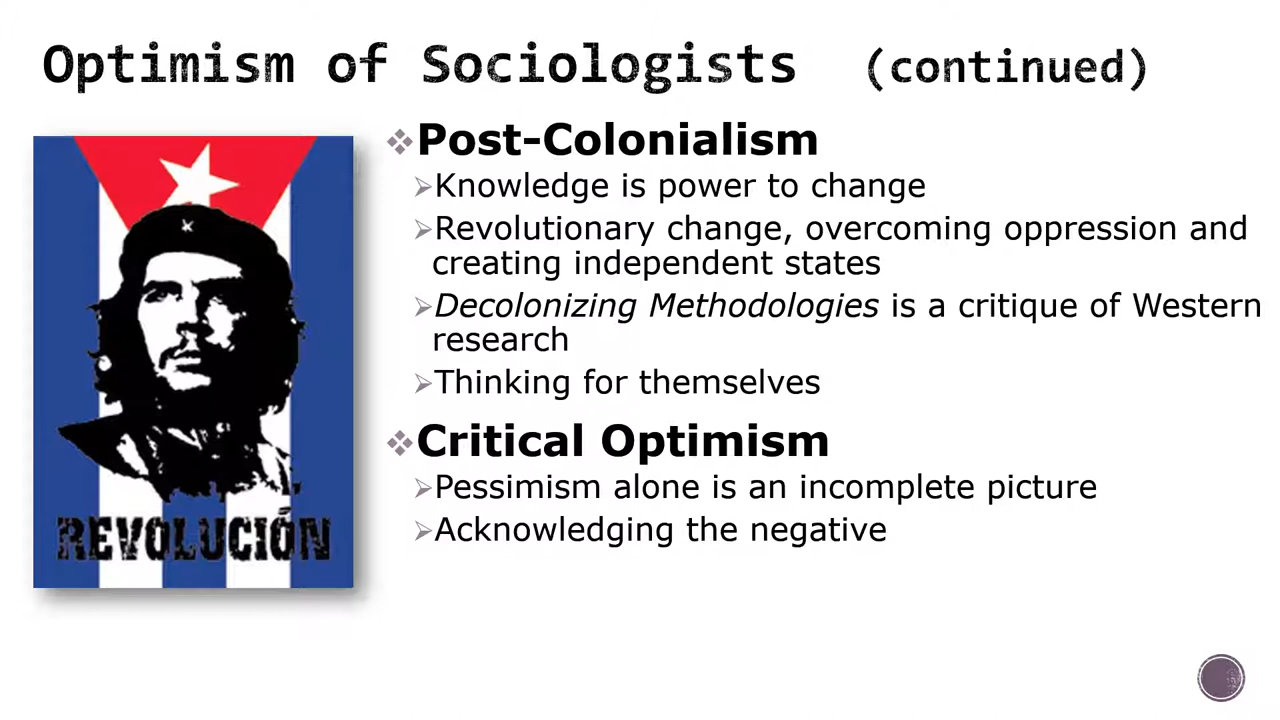 Optimism of Sociologists (continued)
❖Post-Colonialism
➢Knowledge is power to change
➢Revolutionary change, overcoming oppression and
creating independent states
➢Decolonizing Methodologies is a critique of Western
research
➢Thinking for themselves
❖Critical Optimism
➢Pessimism alone is an incomplete picture
➢Acknowledging the negative
REVOLUCIÓN